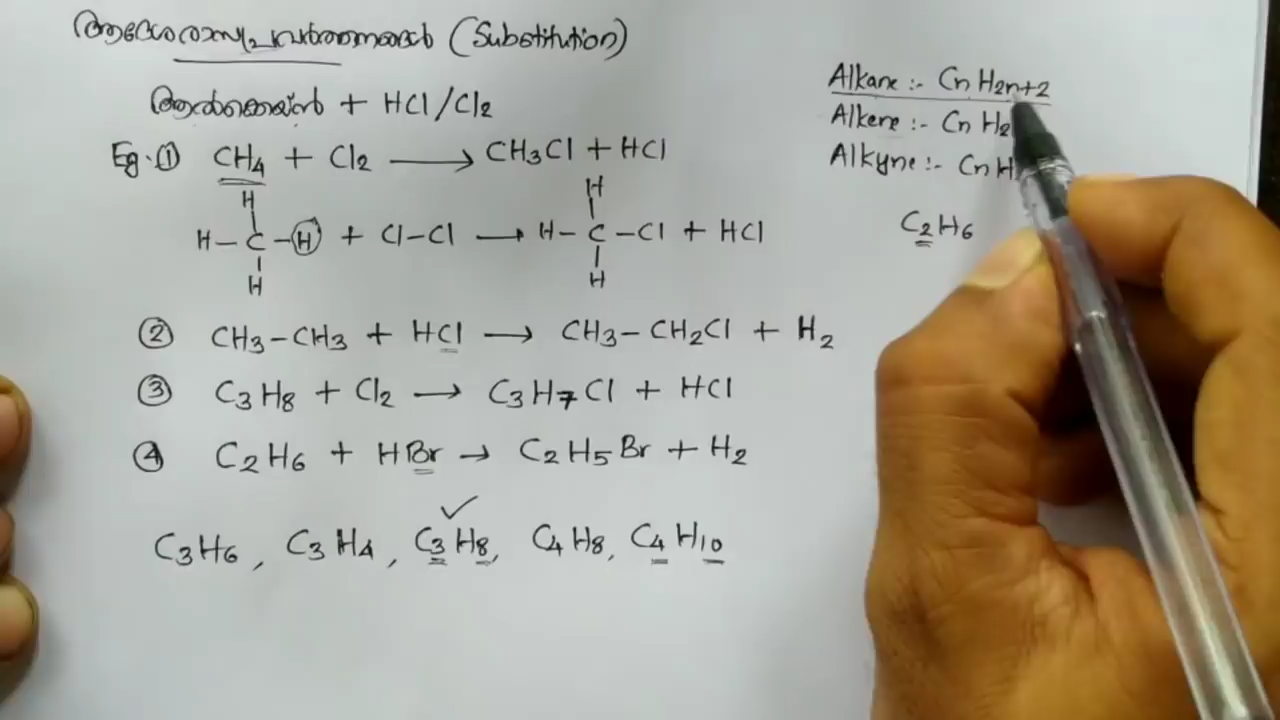 ആദേശരാസപ്രവർത്തനങ്ങൾ (Substitution)
ആൽക്കെയ്ൻ + HCl/Cl2
Eg. ① CH4 + Cl2 ⟶ CH3Cl + HCl
H H
H – C – H + Cl–Cl ⟶ H – C – Cl + HCl
H H
② CH3–CH3 + HCl ⟶ CH3–CH2Cl + H2
③ C3H8 + Cl2 ⟶ C3H7Cl + HCl
④ C2H6 + HBr → C2H5Br + H2
C3H6, C3H4, C3H8, C4H8, C4H10
Alkane :- CnH2n+2
Alkene :- CnH2
Alkyne :- CnH
C2H6